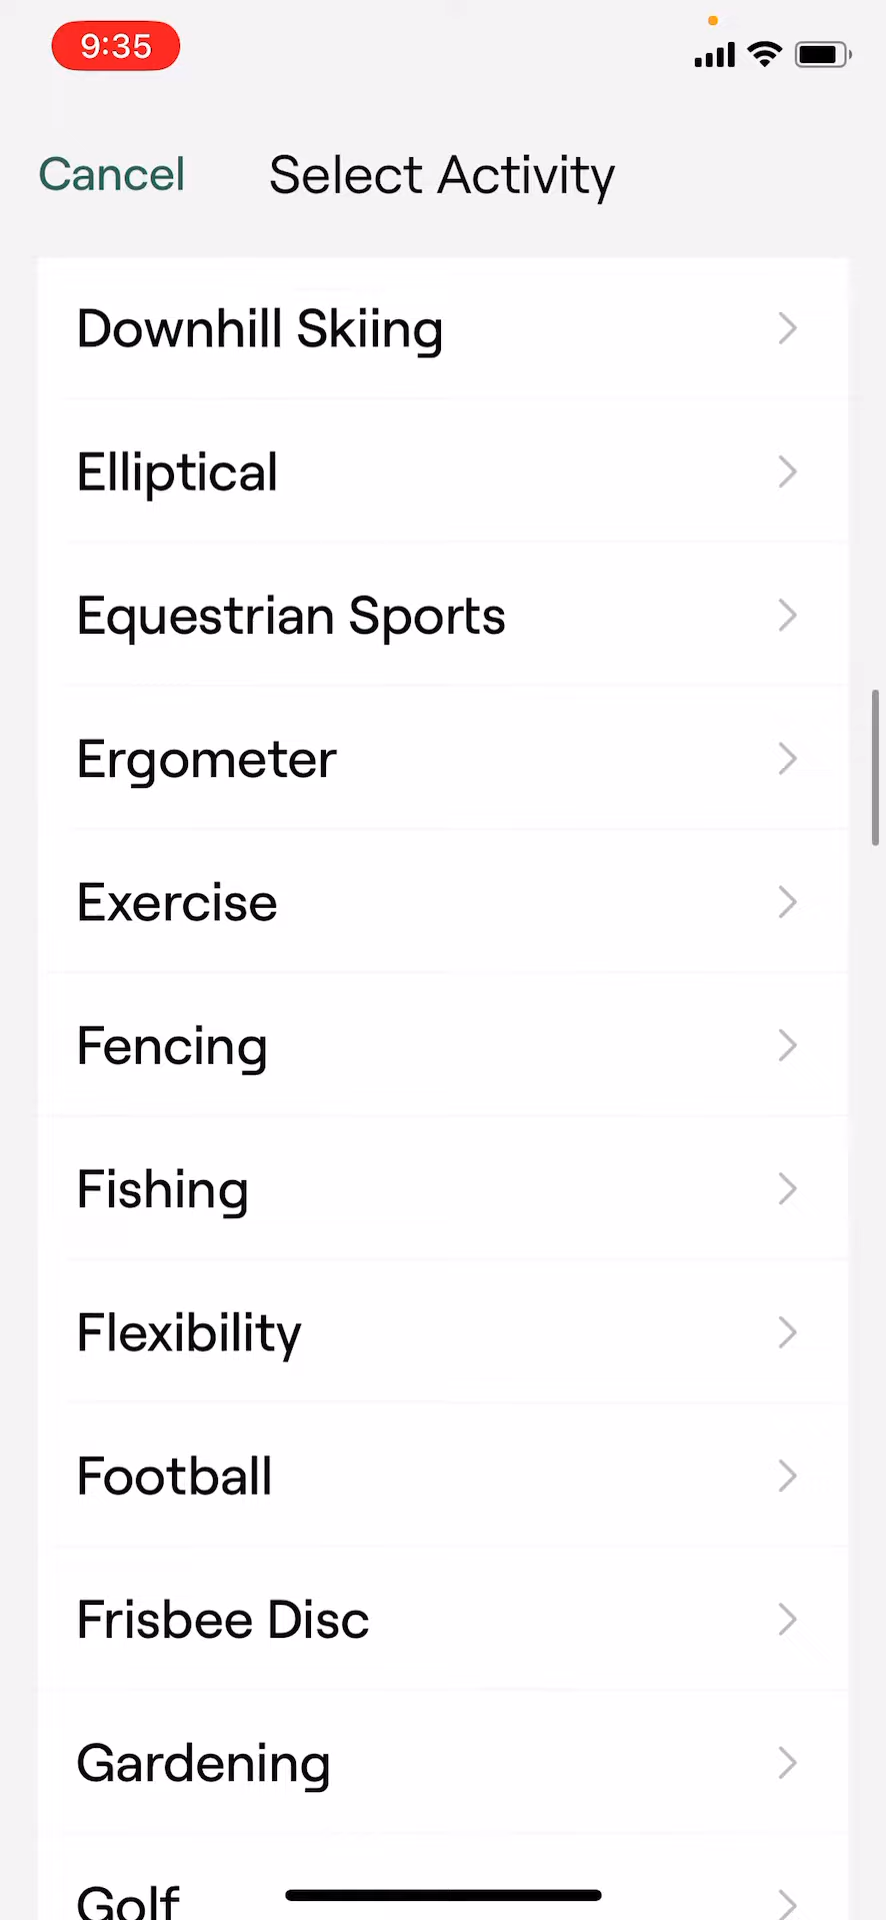 9:35
Cancel
Select Activity
Downhill Skiing
Elliptical
Equestrian Sports
Ergometer
Exercise
Fencing
Fishing
Flexibility
Football
Frisbee Disc
Gardening
Golf